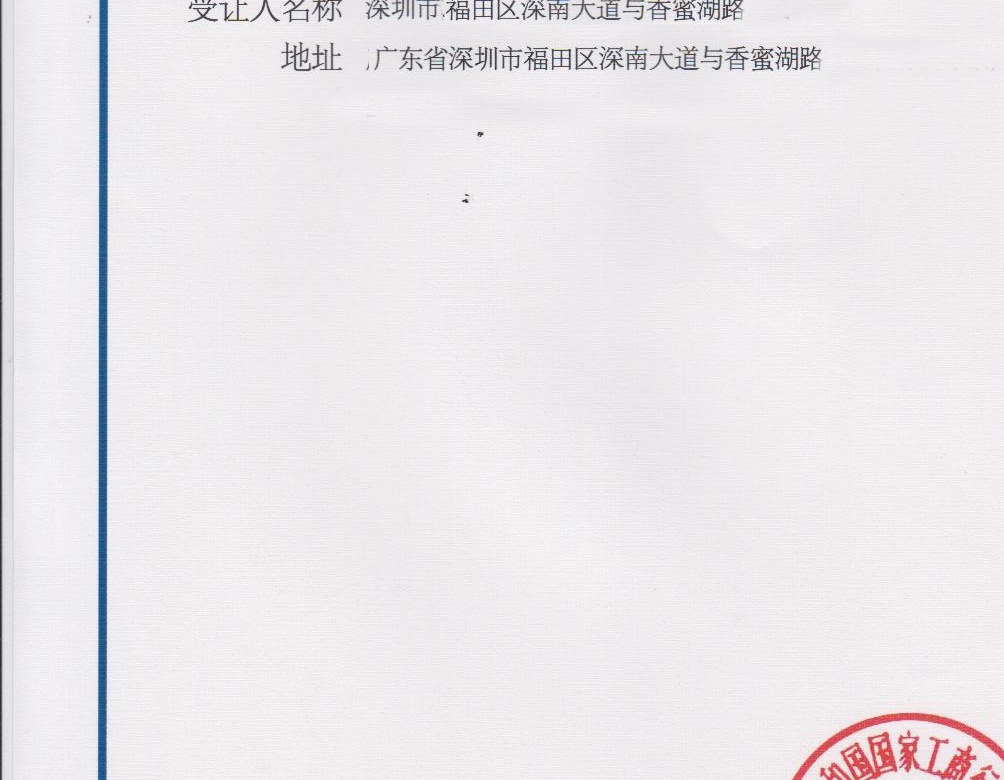 受让人名称 深圳市福田区深南大道与香蜜湖路
地址 广东省深圳市福田区深南大道与香蜜湖路
和国国家工商